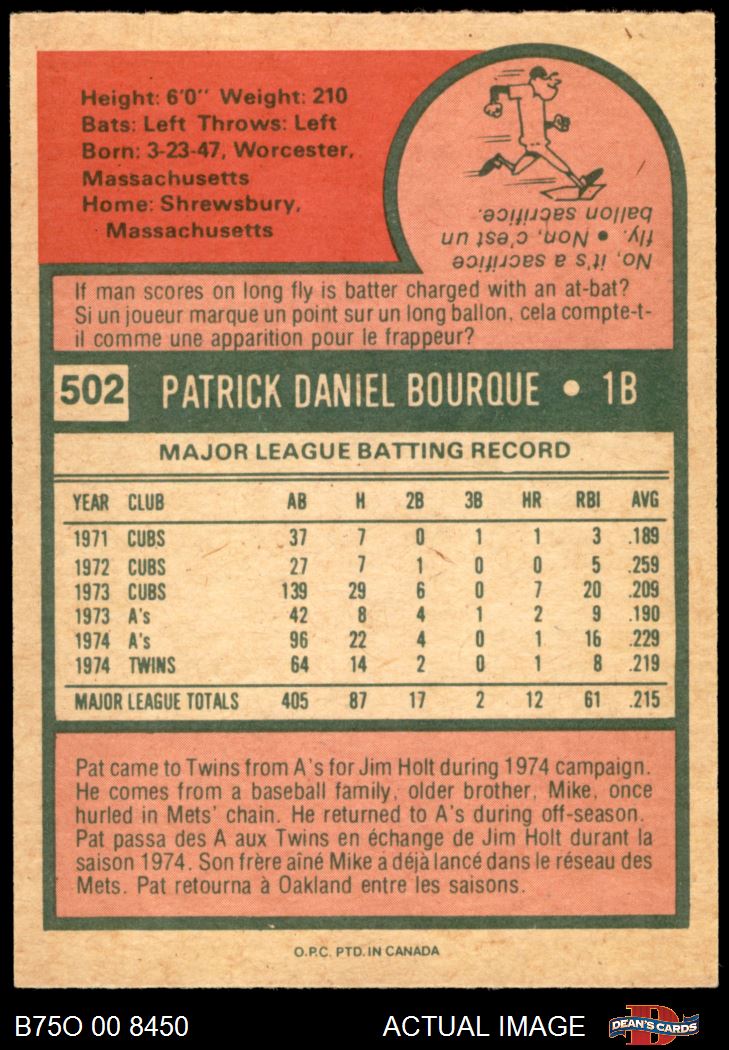 Height: 6'0" Weight: 210
Bats: Left Throws: Left
Born: 3-23-47, Worcester,
Massachusetts
Home: Shrewsbury,
Massachusetts
No, it's a sacrifice
fly. • Non, c'est un
ballon sacrifice.
If man scores on long fly is batter charged with an at-bat?
Si un joueur marque un point sur un long ballon, cela compte-t-
il comme une apparition pour le frappeur?
502 PATRICK DANIEL BOURQUE • 1B
MAJOR LEAGUE BATTING RECORD
YEAR CLUB AB H 2B 3B HR RBI AVG
1971 CUBS 37 7 0 1 1 3 .189
1972 CUBS 27 7 1 0 0 5 .259
1973 CUBS 139 29 6 0 7 20 .209
1973 A's 42 8 4 1 2 9 .190
1974 A's 96 22 4 0 1 16 .229
1974 TWINS 64 14 2 0 1 8 .219
MAJOR LEAGUE TOTALS 405 87 17 2 12 61 .215
Pat came to Twins from A's for Jim Holt during 1974 campaign.
He comes from a baseball family, older brother, Mike, once
hurled in Mets' chain. He returned to A's during off-season.
Pat passa des A aux Twins en échange de Jim Holt durant la
saison 1974. Son frère aîné Mike a déjà lancé dans le réseau des
Mets. Pat retourna à Oakland entre les saisons.
O.P.C. PTD. IN CANADA
B75O 00 8450 ACTUAL IMAGE DEAN'S CARDS